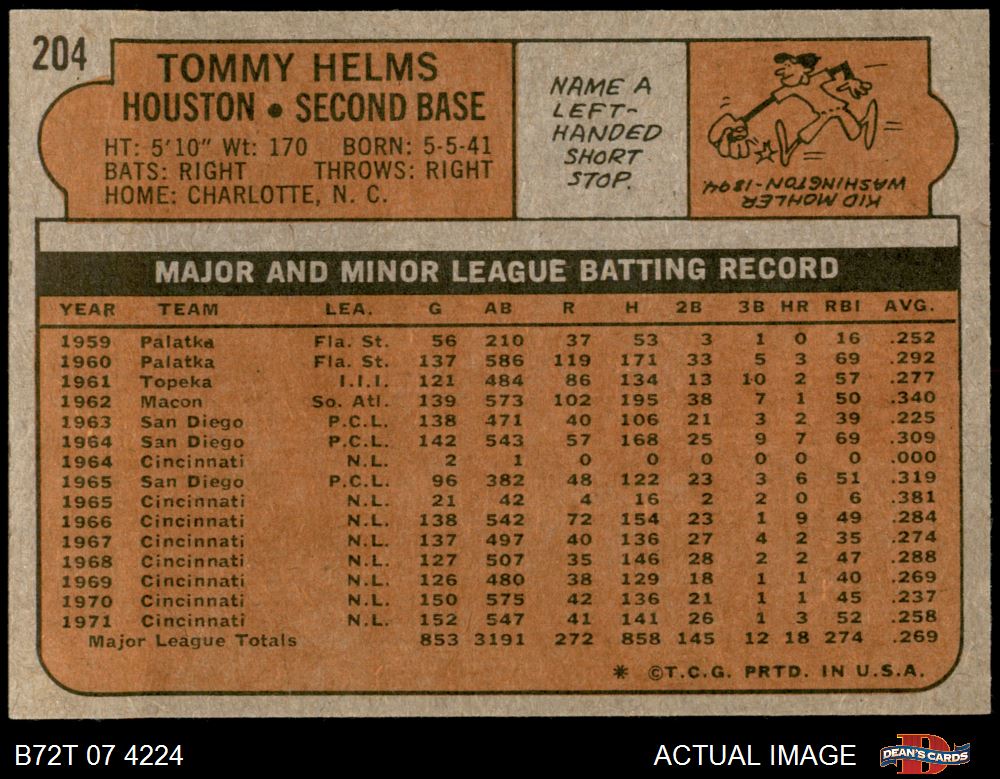 204
TOMMY HELMS
HOUSTON • SECOND BASE
HT: 5'10" Wt: 170 BORN: 5-5-41
BATS: RIGHT THROWS: RIGHT
HOME: CHARLOTTE, N. C.
NAME A
LEFT-
HANDED
SHORT
STOP.
KID MOHLER
WASHINGTON-1894
MAJOR AND MINOR LEAGUE BATTING RECORD
YEAR TEAM LEA. G AB R H 2B 3B HR RBI AVG.
1959 Palatka Fla. St. 56 210 37 53 3 1 0 16 .252
1960 Palatka Fla. St. 137 586 119 171 33 5 3 69 .292
1961 Topeka I.I.I. 121 484 86 134 13 10 2 57 .277
1962 Macon So. Atl. 139 573 102 195 38 7 1 50 .340
1963 San Diego P.C.L. 138 471 40 106 21 3 2 39 .225
1964 San Diego P.C.L. 142 543 57 168 25 9 7 69 .309
1964 Cincinnati N.L. 2 1 0 0 0 0 0 0 .000
1965 San Diego P.C.L. 96 382 48 122 23 3 6 51 .319
1965 Cincinnati N.L. 21 42 4 16 2 2 0 6 .381
1966 Cincinnati N.L. 138 542 72 154 23 1 9 49 .284
1967 Cincinnati N.L. 137 497 40 136 27 4 2 35 .274
1968 Cincinnati N.L. 127 507 35 146 28 2 2 47 .288
1969 Cincinnati N.L. 126 480 38 129 18 1 1 40 .269
1970 Cincinnati N.L. 150 575 42 136 21 1 1 45 .237
1971 Cincinnati N.L. 152 547 41 141 26 1 3 52 .258
Major League Totals 853 3191 272 858 145 12 18 274 .269
* ©T.C.G. PRTD. IN U.S.A.
B72T 07 4224 ACTUAL IMAGE DEAN'S CARDS